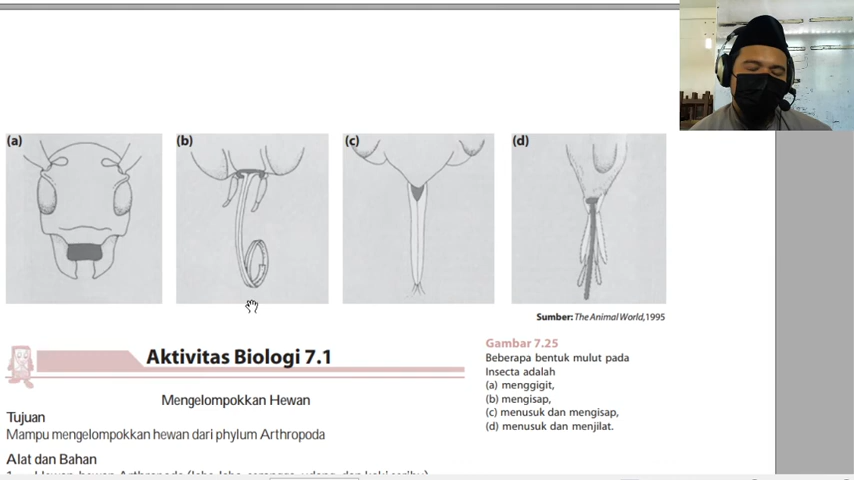 (a)
(b)
(c)
(d)
Sumber: The Animal World,1995
Gambar 7.25
Beberapa bentuk mulut pada
Insecta adalah
(a) menggigit,
(b) mengisap,
(c) menusuk dan mengisap,
(d) menusuk dan menjilat.
Aktivitas Biologi 7.1
Mengelompokkan Hewan
Tujuan
Mampu mengelompokkan hewan dari phylum Arthropoda
Alat dan Bahan